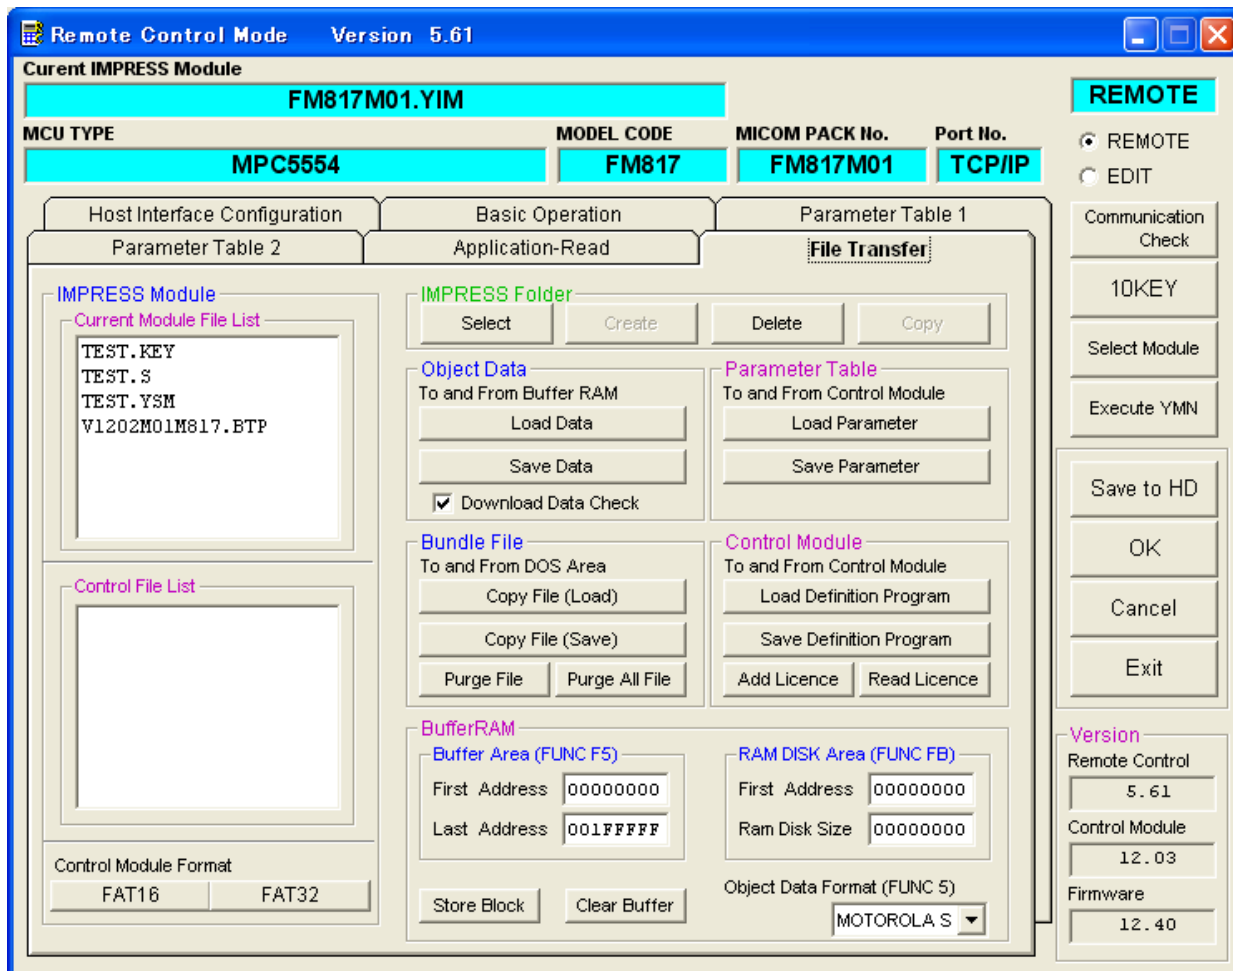 Remote Control Mode Version 5.61
Curent IMPRESS Module
FM817M01.YIM
REMOTE
MCU TYPE MODEL CODE MICOM PACK No. Port No.
MPC5554 FM817 FM817M01 TCP/IP
REMOTE
EDIT
Host Interface Configuration Basic Operation Parameter Table 1
Parameter Table 2 Application-Read File Transfer
IMPRESS Module
Current Module File List
TEST.KEY
TEST.S
TEST.YSM
V1202M01M817.BTP
Control File List
Control Module Format
FAT16 FAT32
IMPRESS Folder
Select Create Delete Copy
Object Data
To and From Buffer RAM
Load Data
Save Data
Download Data Check
Parameter Table
To and From Control Module
Load Parameter
Save Parameter
Bundle File
To and From DOS Area
Copy File (Load)
Copy File (Save)
Purge File Purge All File
Control Module
To and From Control Module
Load Definition Program
Save Definition Program
Add Licence Read Licence
BufferRAM
Buffer Area (FUNC F5)
First Address 00000000
Last Address 001FFFFF
RAM DISK Area (FUNC FB)
First Address 00000000
Ram Disk Size 00000000
Store Block Clear Buffer
Object Data Format (FUNC 5)
MOTOROLA S
Communication
Check
10KEY
Select Module
Execute YMN
Save to HD
OK
Cancel
Exit
Version
Remote Control
5.61
Control Module
12.03
Firmware
12.40